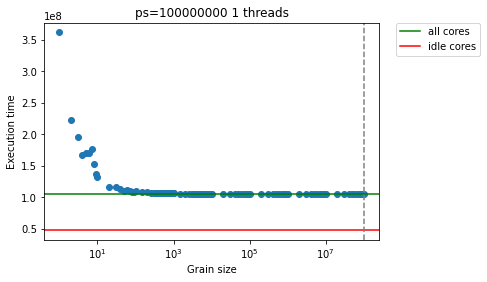 ps=100000000 1 threads
1e8
all cores
idle cores
3.5
3.0
2.5
2.0
1.5
1.0
0.5
Execution time
10^1
10^3
10^5
10^7
Grain size